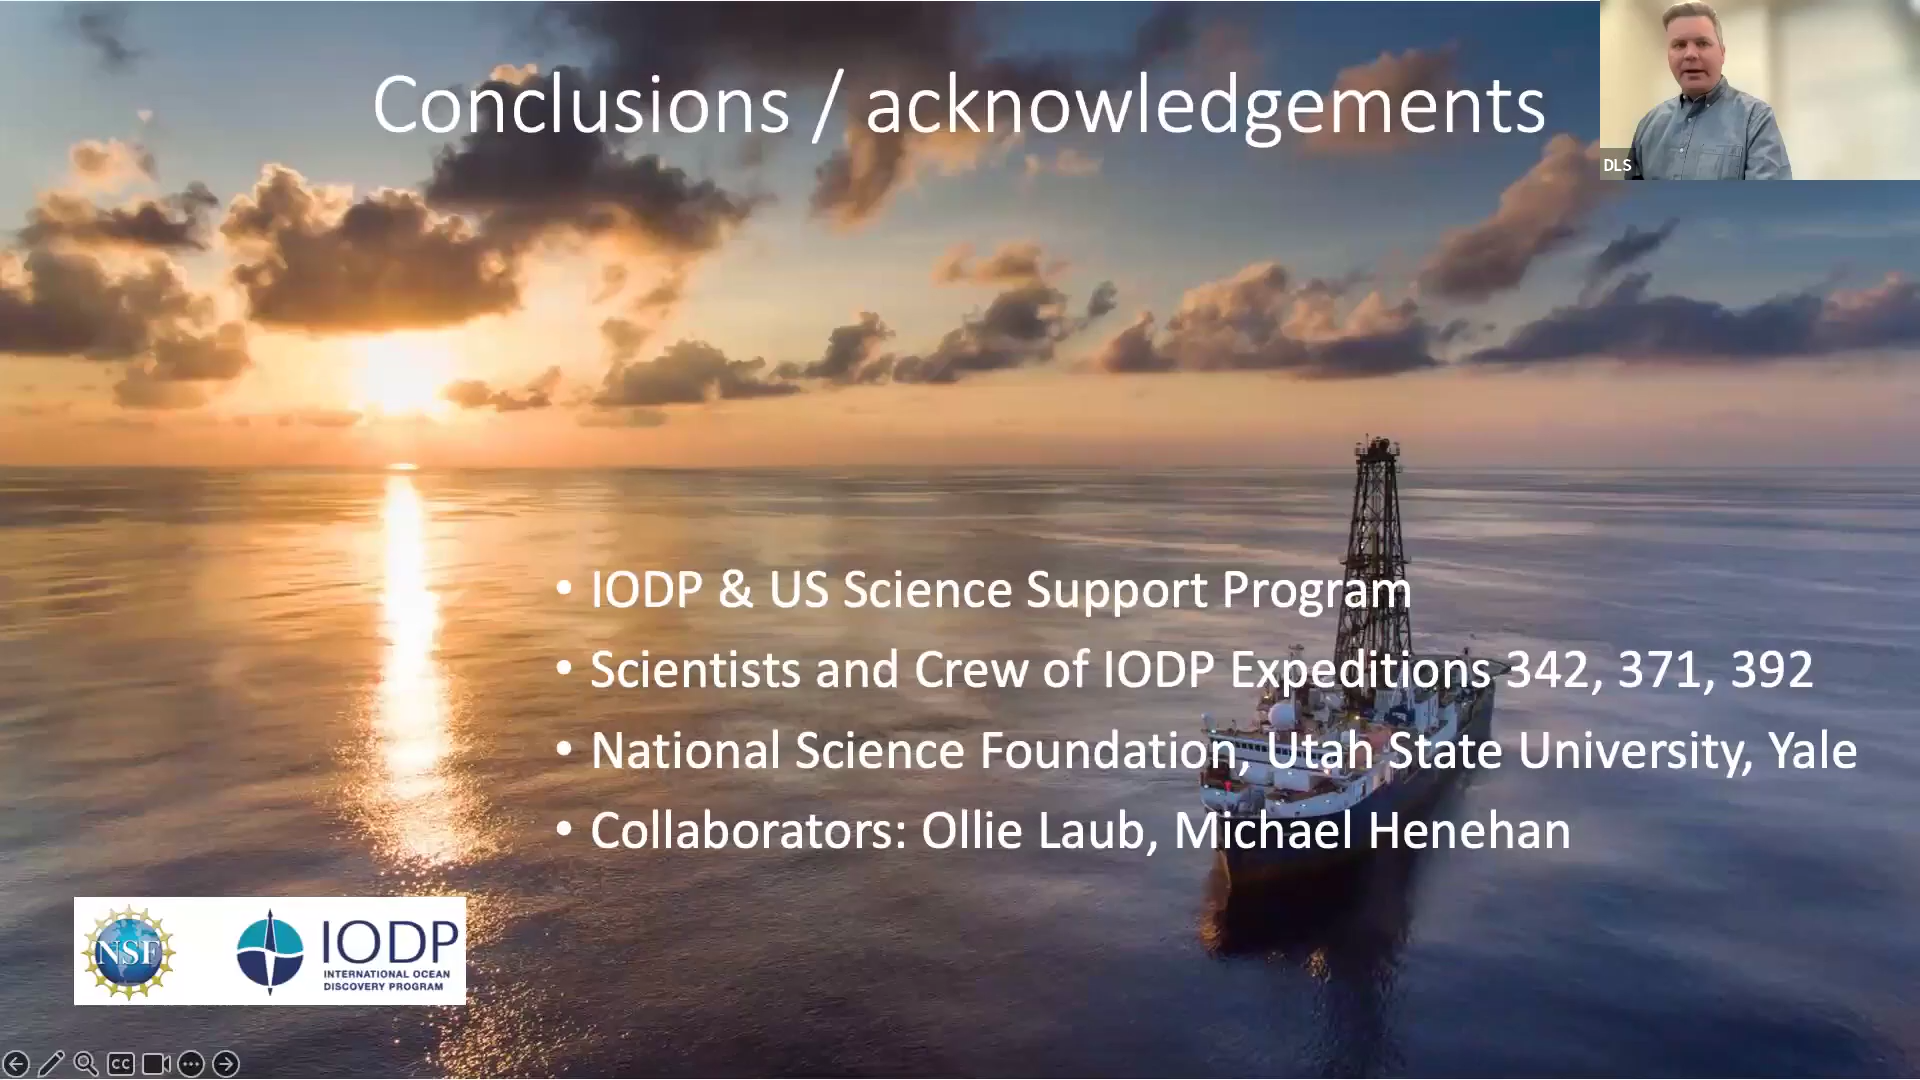 Conclusions / acknowledgements
DLS
• IODP & US Science Support Program
• Scientists and Crew of IODP Expeditions 342, 371, 392
• National Science Foundation, Utah State University, Yale
• Collaborators: Ollie Laub, Michael Henehan
NSF
IODP
INTERNATIONAL OCEAN
DISCOVERY PROGRAM
CC